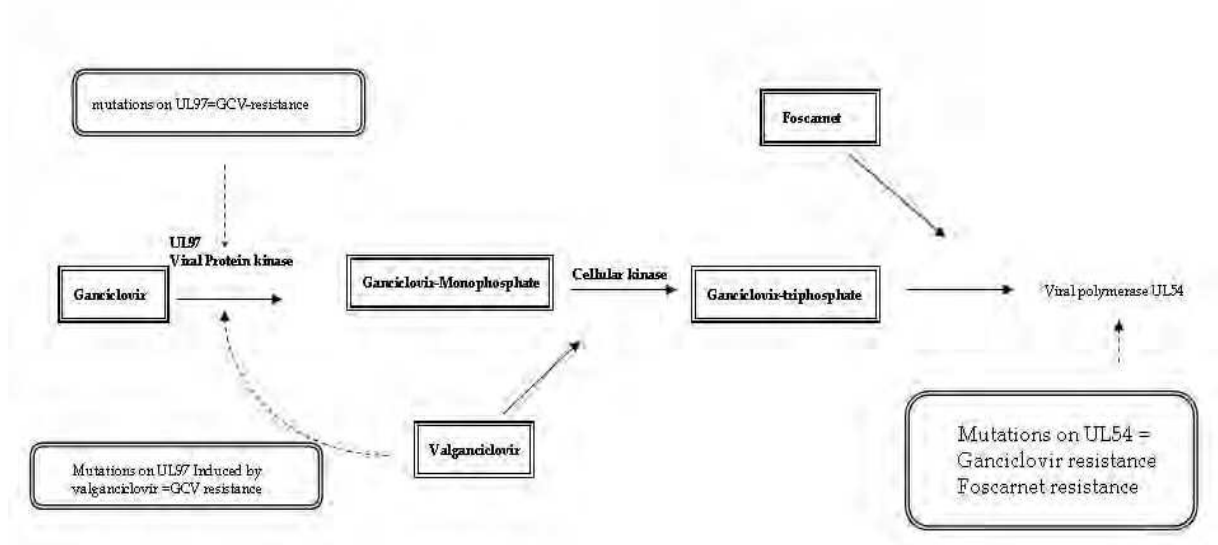 mutations on UL97=GCV-resistance
Foscarnet
UL97
Viral Protein kinase
Ganciclovir
Ganciclovir-Monophosphate
Cellular kinase
Ganciclovir-triphosphate
Viral polymerase UL54
Valganciclovir
Mutations on UL97 Induced by
valganciclovir =GCV resistance
Mutations on UL54 =
Ganciclovir resistance
Foscarnet resistance